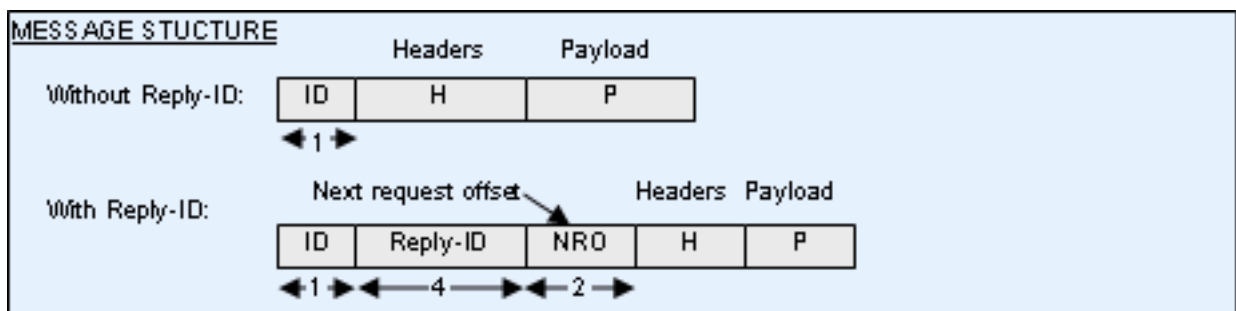 MESSAGE STUCTURE
Headers Payload
Without Reply-ID: ID H P
1
Next request offset Headers Payload
With Reply-ID:
ID Reply-ID NRO H P
1 4 2